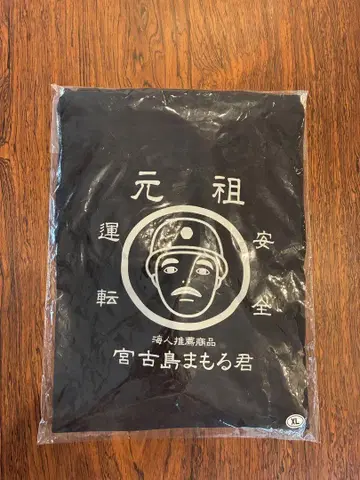 元祖
安全
運転
海人推薦商品
宮古島まもる君
XL